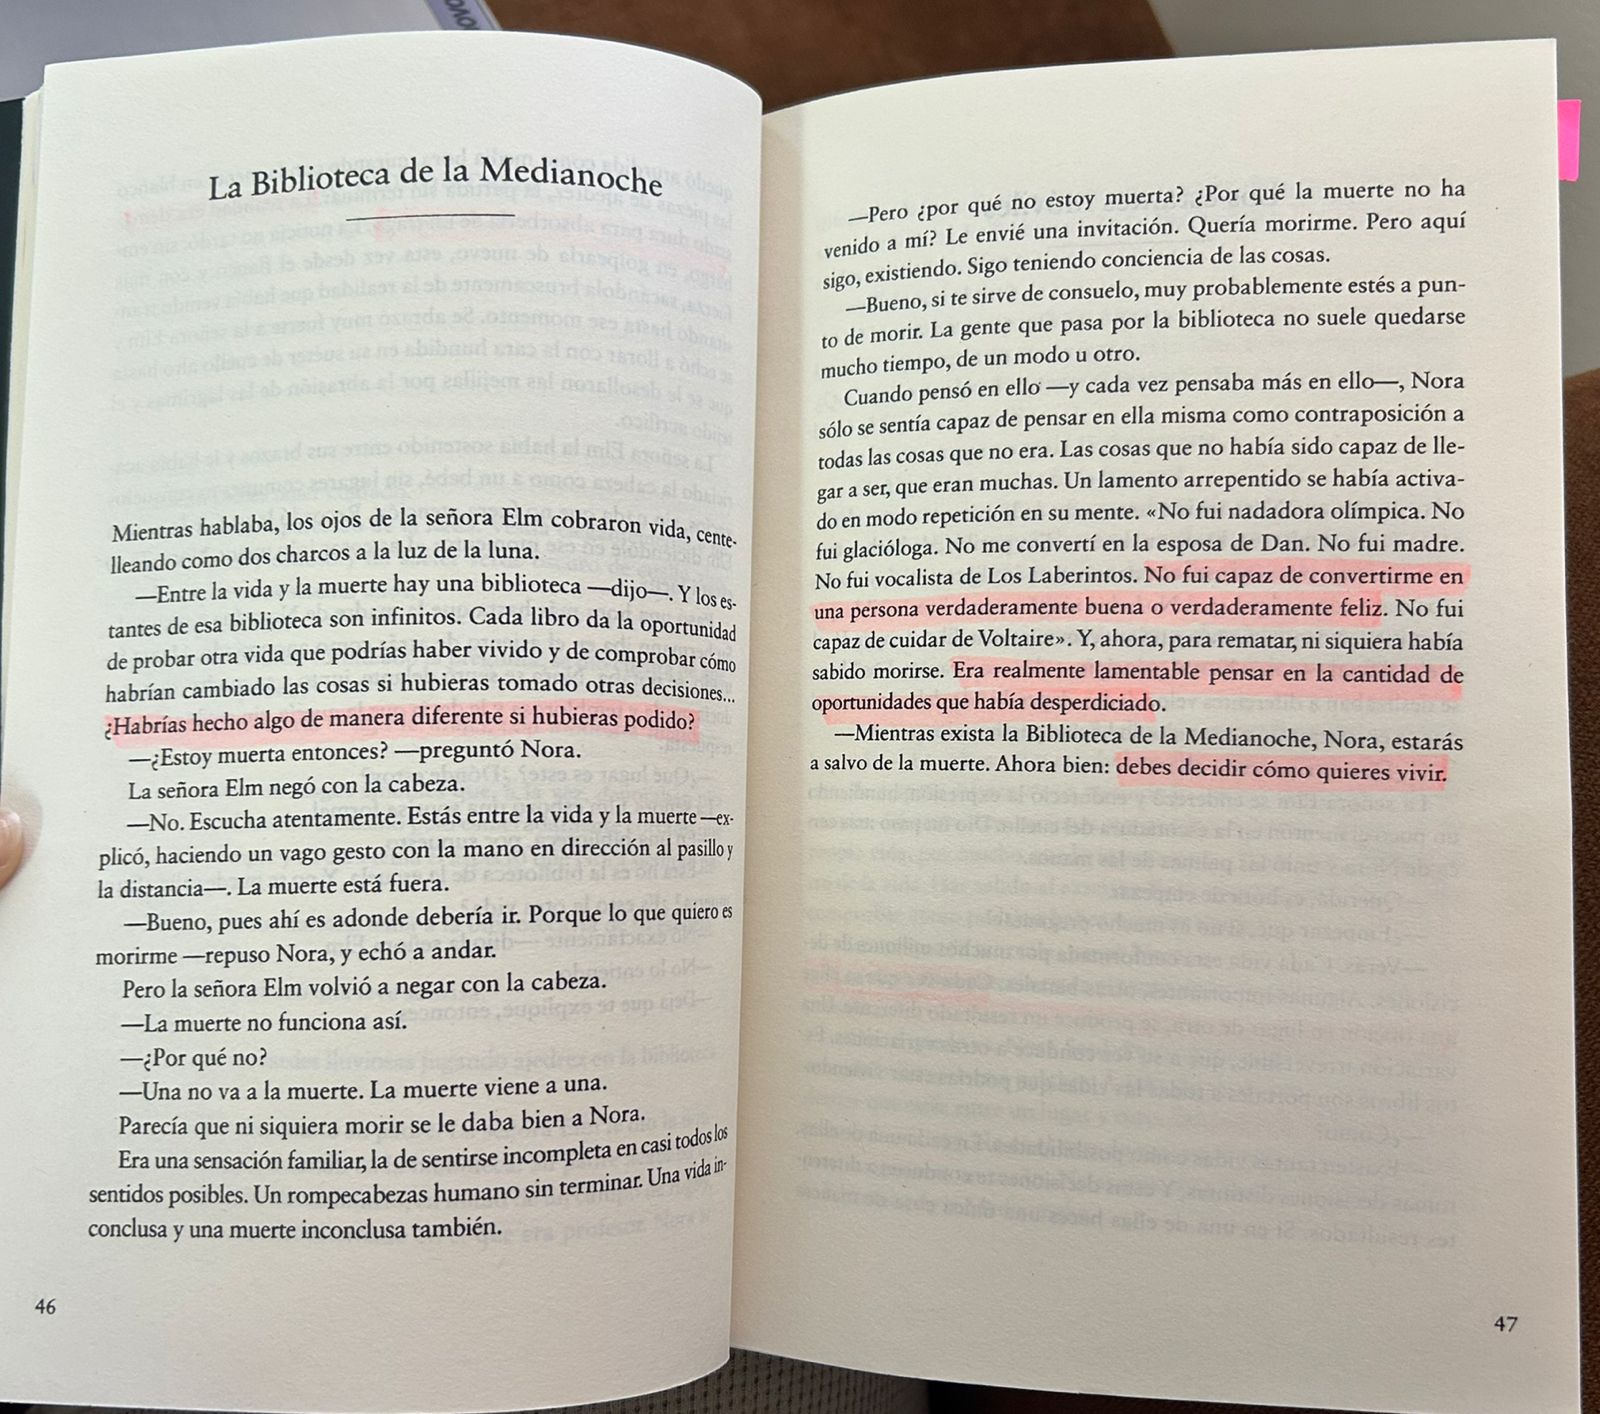 La Biblioteca de la Medianoche
Mientras hablaba, los ojos de la señora Elm cobraron vida, cente-
lleando como dos charcos a la luz de la luna.
—Entre la vida y la muerte hay una biblioteca —dijo—. Y los es-
tantes de esa biblioteca son infinitos. Cada libro da la oportunidad
de probar otra vida que podrías haber vivido y de comprobar cómo
habrían cambiado las cosas si hubieras tomado otras decisiones...
¿Habrías hecho algo de manera diferente si hubieras podido?
—¿Estoy muerta entonces? —preguntó Nora.
La señora Elm negó con la cabeza.
—No. Escucha atentamente. Estás entre la vida y la muerte —ex-
plicó, haciendo un vago gesto con la mano en dirección al pasillo y
la distancia—. La muerte está fuera.
—Bueno, pues ahí es adonde debería ir. Porque lo que quiero es
morirme —repuso Nora, y echó a andar.
Pero la señora Elm volvió a negar con la cabeza.
—La muerte no funciona así.
—¿Por qué no?
—Una no va a la muerte. La muerte viene a una.
Parecía que ni siquiera morir se le daba bien a Nora.
Era una sensación familiar, la de sentirse incompleta en casi todos los
sentidos posibles. Un rompecabezas humano sin terminar. Una vida in-
conclusa y una muerte inconclusa también.
46
—Pero ¿por qué no estoy muerta? ¿Por qué la muerte no ha
venido a mí? Le envié una invitación. Quería morirme. Pero aquí
sigo, existiendo. Sigo teniendo conciencia de las cosas.
—Bueno, si te sirve de consuelo, muy probablemente estés a pun-
to de morir. La gente que pasa por la biblioteca no suele quedarse
mucho tiempo, de un modo u otro.
Cuando pensó en ello —y cada vez pensaba más en ello—, Nora
sólo se sentía capaz de pensar en ella misma como contraposición a
todas las cosas que no era. Las cosas que no había sido capaz de lle-
gar a ser, que eran muchas. Un lamento arrepentido se había activa-
do en modo repetición en su mente. «No fui nadadora olímpica. No
fui glacióloga. No me convertí en la esposa de Dan. No fui madre.
No fui vocalista de Los Laberintos. No fui capaz de convertirme en
una persona verdaderamente buena o verdaderamente feliz. No fui
capaz de cuidar de Voltaire». Y, ahora, para rematar, ni siquiera había
sabido morirse. Era realmente lamentable pensar en la cantidad de
oportunidades que había desperdiciado.
—Mientras exista la Biblioteca de la Medianoche, Nora, estarás
a salvo de la muerte. Ahora bien: debes decidir cómo quieres vivir.
47